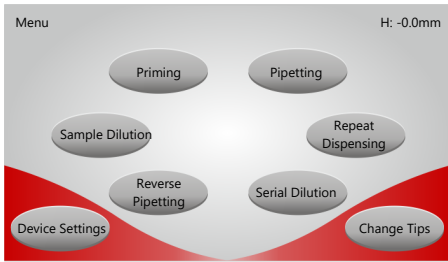 Menu
H: -0.0mm
Priming
Pipetting
Sample Dilution
Repeat
Dispensing
Reverse
Pipetting
Serial Dilution
Device Settings
Change Tips